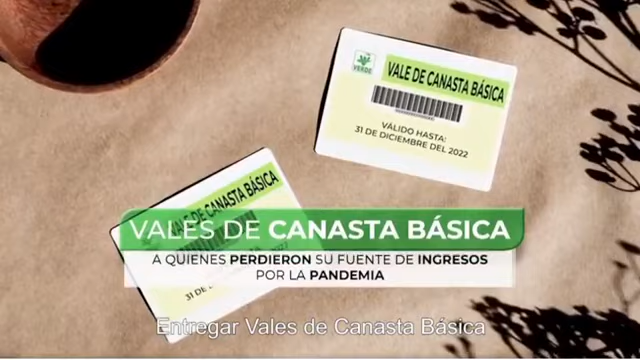 VERDE
VALE DE CANASTA BÁSICA
VÁLIDO HASTA:
31 DE DICIEMBRE DEL 2022
VALE DE CANASTA BÁSICA
31 DE
VALES DE CANASTA BÁSICA
A QUIENES PERDIERON SU FUENTE DE INGRESOS
POR LA PANDEMIA
Entregar Vales de Canasta Básica